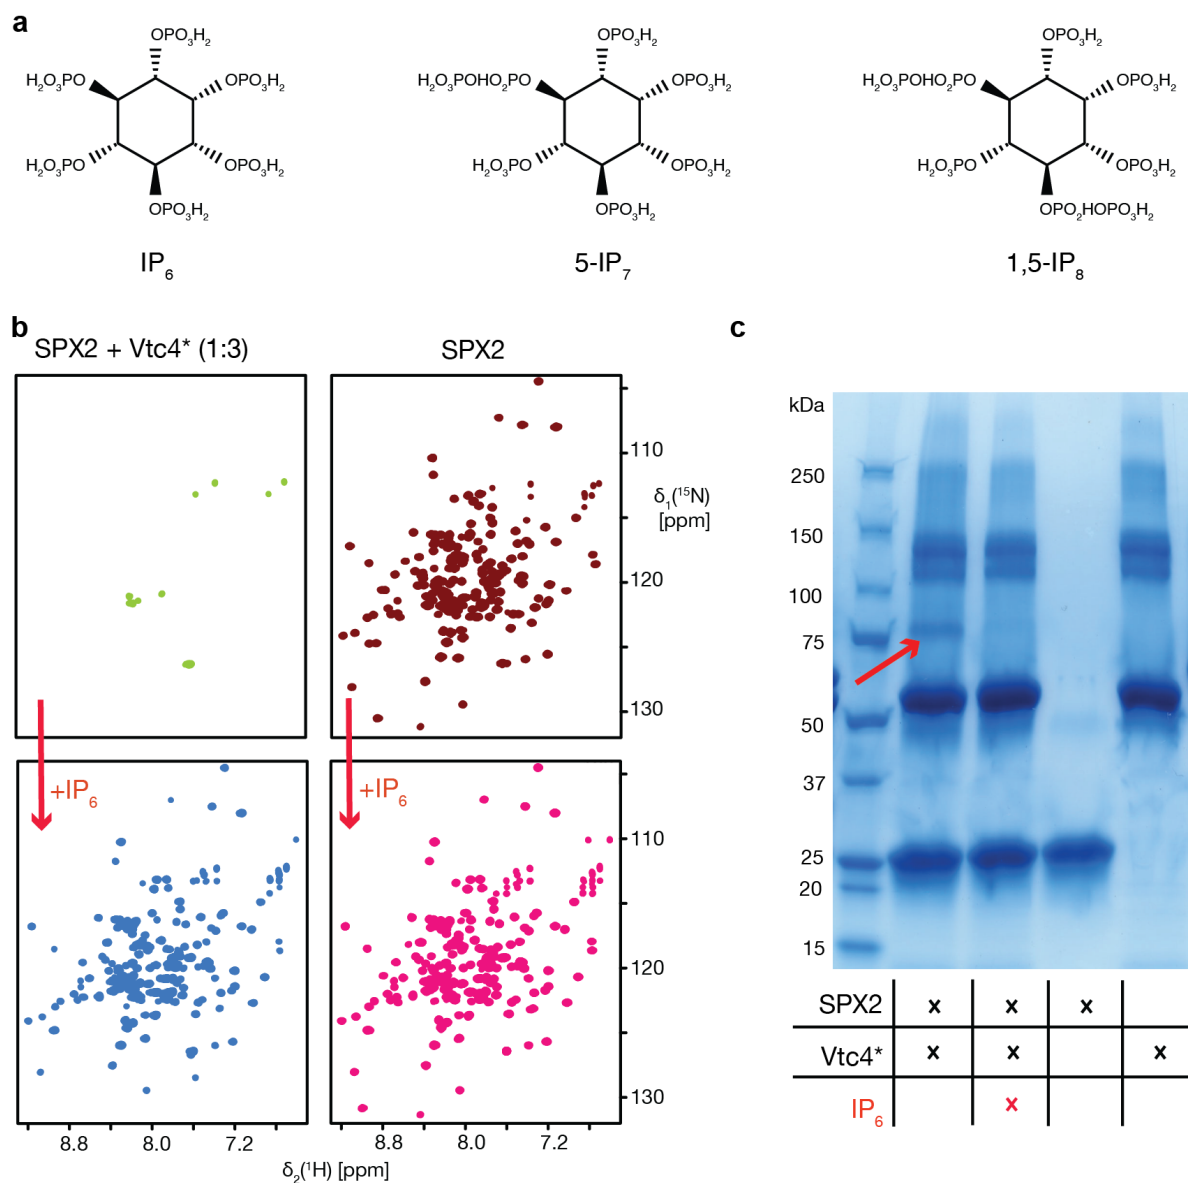 a
OPO₃H₂
H₂O₃PO
OPO₃H₂
H₂O₃PO
OPO₃H₂
OPO₃H₂
IP₆
OPO₃H₂
H₂O₃POHO₂PO
OPO₃H₂
H₂O₃PO
OPO₃H₂
OPO₃H₂
5-IP₇
OPO₃H₂
H₂O₃POHO₂PO
OPO₃H₂
H₂O₃PO
OPO₃H₂
OPO₂HOPO₃H₂
1,5-IP₈
b
SPX2 + Vtc4* (1:3)
SPX2
110
δ₁(¹⁵N)
[ppm]
120
130
+IP₆
+IP₆
110
120
130
8.8
8.0
7.2
8.8
8.0
7.2
δ₂(¹H) [ppm]
c
kDa
250
150
100
75
50
37
25
20
15
SPX2 x x x
Vtc4* x x x
IP₆ x